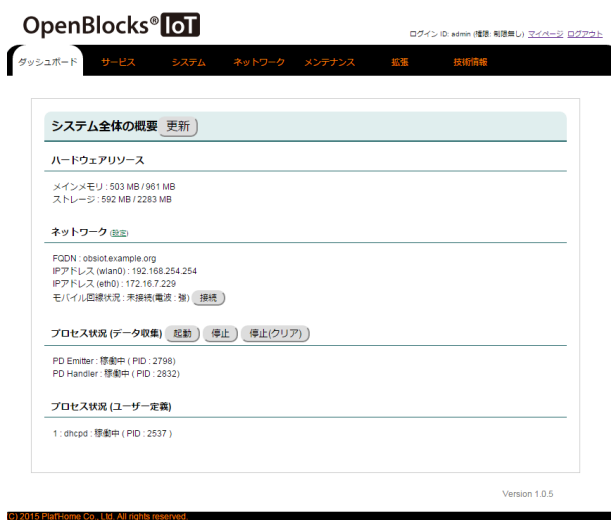 OpenBlocks® IoT
ログイン ID: admin (権限: 制限無し) マイページ ログアウト
ダッシュボード サービス システム ネットワーク メンテナンス 拡張 技術情報
システム全体の概要 更新
ハードウェアリソース
メインメモリ : 503 MB / 961 MB
ストレージ : 592 MB / 2283 MB
ネットワーク (設定)
FQDN : obsiot.example.org
IPアドレス (wlan0) : 192.168.254.254
IPアドレス (eth0) : 172.16.7.229
モバイル回線状況 : 未接続(電波 : 強) 接続
プロセス状況 (データ収集) 起動 停止 停止(クリア)
PD Emitter : 稼働中 ( PID : 2798)
PD Handler : 稼働中 ( PID : 2832)
プロセス状況 (ユーザー定義)
1 : dhcpd : 稼働中 ( PID : 2537 )
Version 1.0.5
C) 2015 Plat'Home Co., Ltd. All rights reserved.